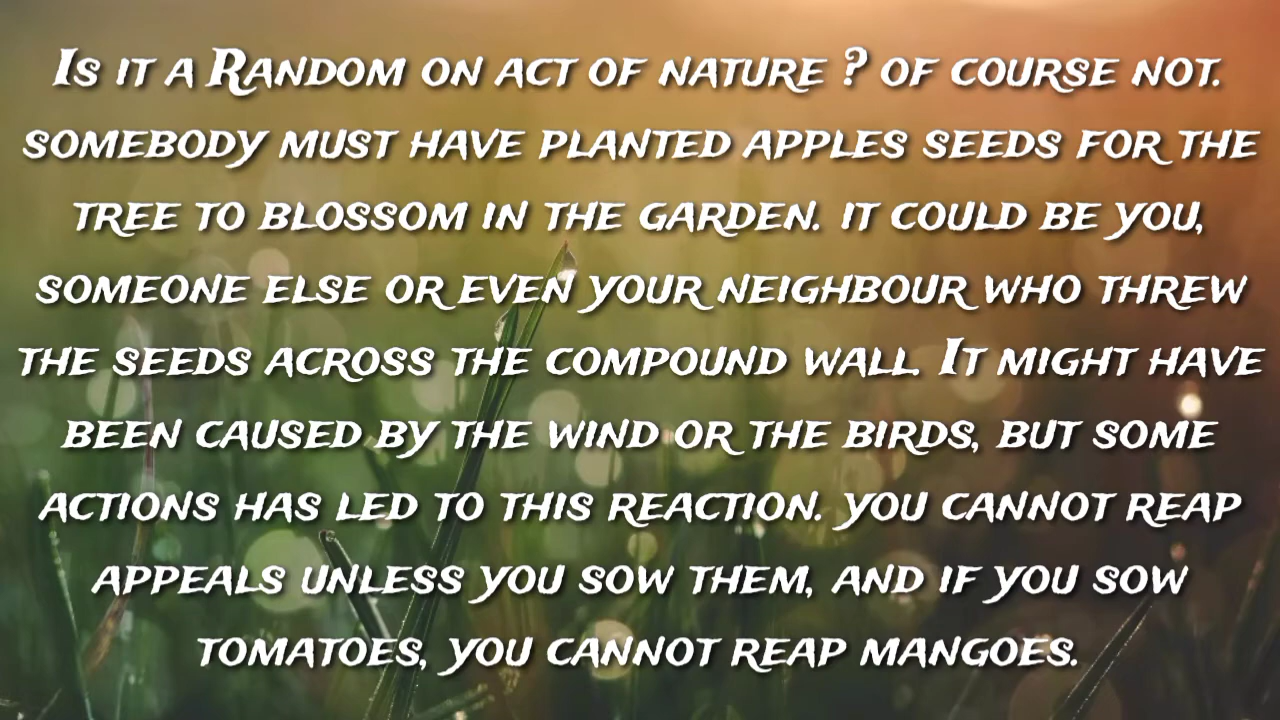 Is it a Random on act of nature ? of course not.
somebody must have planted apples seeds for the
tree to blossom in the garden. it could be you,
someone else or even your neighbour who threw
the seeds across the compound wall. It might have
been caused by the wind or the birds, but some
actions has led to this reaction. you cannot reap
appeals unless you sow them, and if you sow
tomatoes, you cannot reap mangoes.